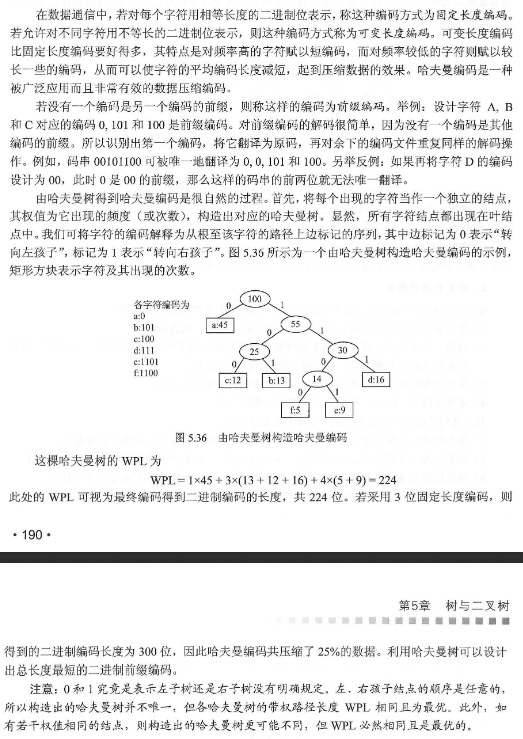 在数据通信中，若对每个字符用相等长度的二进制位表示，称这种编码方式为固定长度编码。
若允许对不同字符用不等长的二进制位表示，则这种编码方式称为可变长度编码。可变长度编码
比固定长度编码要好得多，其特点是对频率高的字符赋以短编码，而对频率较低的字符则赋以较
长一些的编码，从而可以使字符的平均编码长度减短，起到压缩数据的效果。哈夫曼编码是一种
被广泛应用而且非常有效的数据压缩编码。
若没有一个编码是另一个编码的前缀，则称这样的编码为前缀编码。举例：设计字符 A, B
和 C 对应的编码 0, 101 和 100 是前缀编码。对前缀编码的解码很简单，因为没有一个编码是其他
编码的前缀。所以识别出第一个编码，将它翻译为原码，再对余下的编码文件重复同样的解码操
作。例如，码串 00101100 可被唯一地翻译为 0, 0, 101 和 100。另举反例：如果再将字符 D 的编码
设计为 00，此时 0 是 00 的前缀，那么这样的码串的前两位就无法唯一翻译。
由哈夫曼树得到哈夫曼编码是很自然的过程。首先，将每个出现的字符当作一个独立的结点，
其权值为它出现的频度（或次数），构造出对应的哈夫曼树。显然，所有字符结点都出现在叶结
点中。我们可将字符的编码解释为从根至该字符的路径上边标记的序列，其中边标记为 0 表示“转
向左孩子”，标记为 1 表示“转向右孩子”。图 5.36 所示为一个由哈夫曼树构造哈夫曼编码的示例，
矩形方块表示字符及其出现的次数。
各字符编码为
a:0
b:101
c:100
d:111
e:1101
f:1100
100
0 1
a:45 55
0 1
25 30
0 1 0 1
c:12 b:13 14 d:16
0 1
f:5 e:9
图 5.36 由哈夫曼树构造哈夫曼编码
这棵哈夫曼树的 WPL 为
WPL = 1×45 + 3×(13 + 12 + 16) + 4×(5 + 9) = 224
此处的 WPL 可视为最终编码得到二进制编码的长度，共 224 位。若采用 3 位固定长度编码，则
·190·
第5章 树与二叉树
得到的二进制编码长度为 300 位，因此哈夫曼编码共压缩了 25%的数据。利用哈夫曼树可以设计
出总长度最短的二进制前缀编码。
注意：0 和 1 究竟是表示左子树还是右子树没有明确规定。左、右孩子结点的顺序是任意的，
所以构造出的哈夫曼树并不唯一，但各哈夫曼树的带权路径长度 WPL 相同且为最优。此外，如
有若干权值相同的结点，则构造出的哈夫曼树更可能不同，但 WPL 必然相同且是最优的。